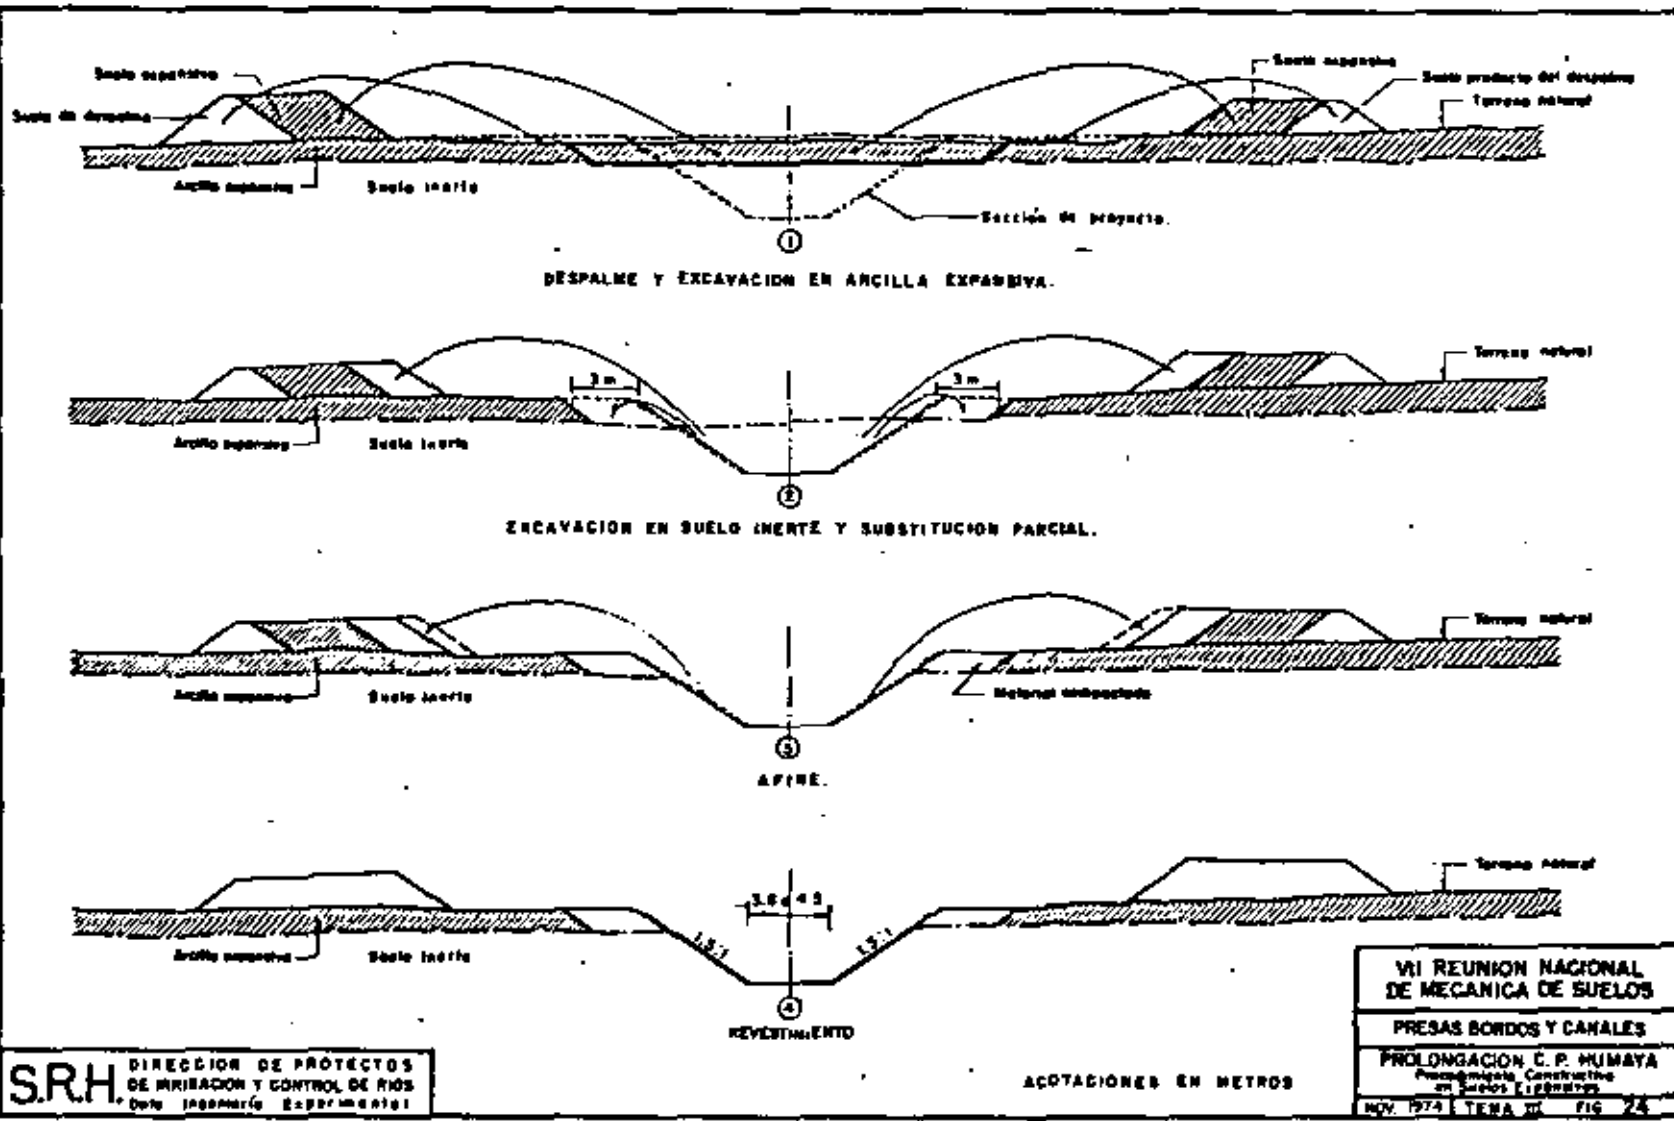 Suelo expansivo
Suelo de despalme
Suelo expansivo
Suelo producto del despalme
Terreno natural
Arcilla expansiva
Suelo inerte
Sección de proyecto.
1
DESPALME Y EXCAVACION EN ARCILLA EXPANSIVA.
3 m
3 m
Terreno natural
Arcilla expansiva
Suelo inerte
2
EXCAVACION EN SUELO INERTE Y SUBSTITUCION PARCIAL.
Terreno natural
Arcilla expansiva
Suelo inerte
Material compactado
3
AFINE.
Terreno natural
1.5:1
1.5:1
Arcilla expansiva
Suelo inerte
4
REVESTIMIENTO
ACOTACIONES EN METROS
S.R.H.
DIRECCION DE PROYECTOS
DE IRRIGACION Y CONTROL DE RIOS
Ingeniería Experimental
VII REUNION NACIONAL
DE MECANICA DE SUELOS
PRESAS BORDOS Y CANALES
PROLONGACION C.P. HUMAYA
Procedimiento Constructivo
en Suelos Expansivos
NOV. 1974 TEMA III FIG 24